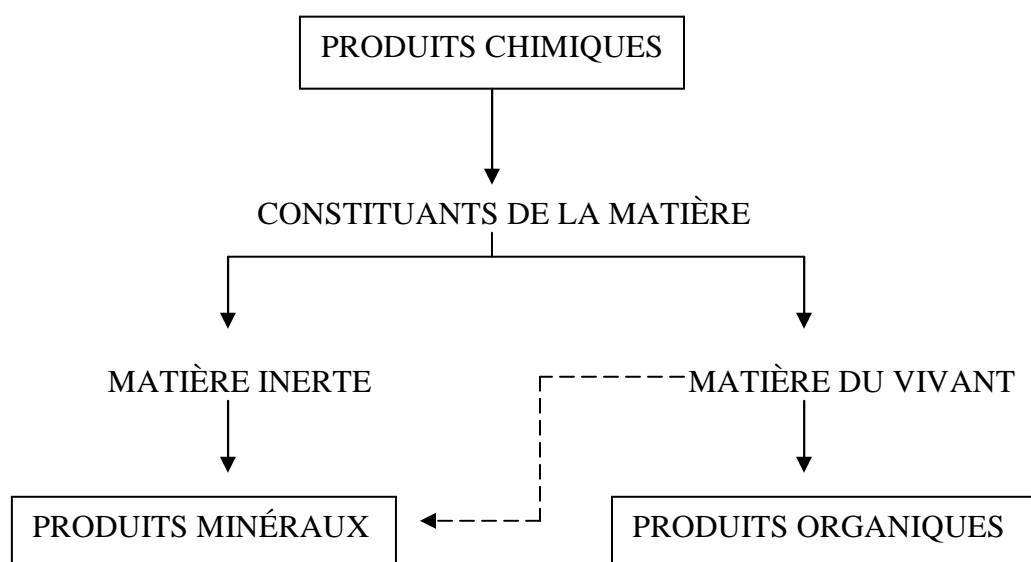 PRODUITS CHIMIQUES
CONSTITUANTS DE LA MATIÈRE
MATIÈRE INERTE
MATIÈRE DU VIVANT
PRODUITS MINÉRAUX
PRODUITS ORGANIQUES